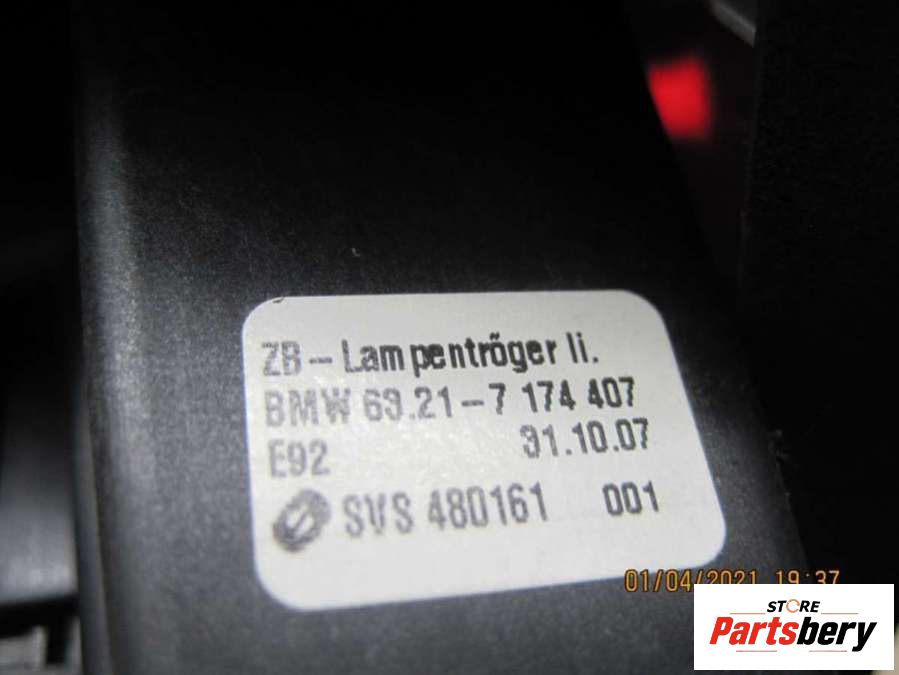 ZB – Lampentröger li.
BMW 63.21–7 174 407
E92 31.10.07
SVS 480161 001
01/04/2021 19:37
STORE
Partsbery